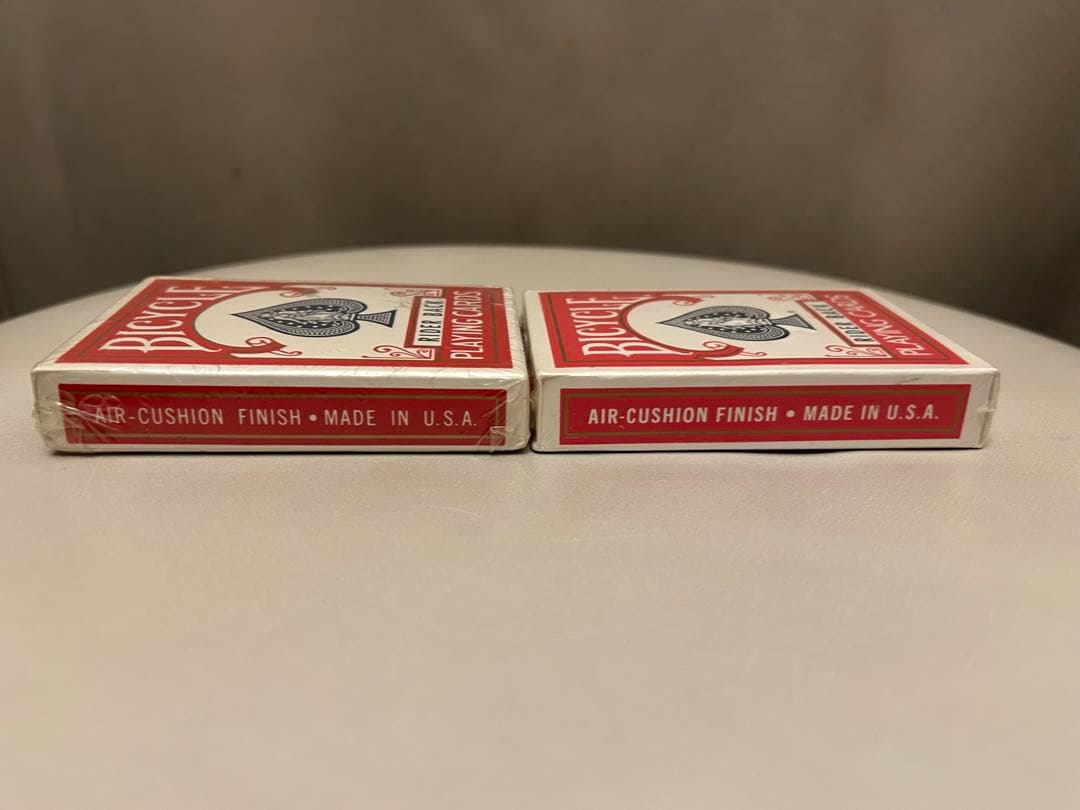 BICYCLE
RIDER BACK
PLAYING CARDS
AIR-CUSHION FINISH • MADE IN U.S.A.
BICYCLE
RIDER BACK
PLAYING CARDS
AIR-CUSHION FINISH • MADE IN U.S.A.